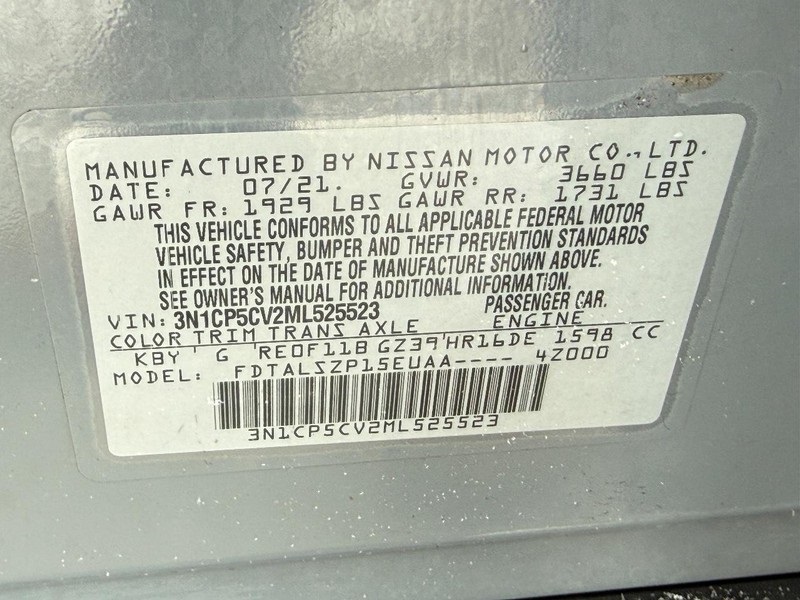 MANUFACTURED BY NISSAN MOTOR CO.,LTD.
DATE: 07/21. GVWR: 3660 LBS
GAWR FR: 1929 LBS GAWR RR: 1731 LBS
THIS VEHICLE CONFORMS TO ALL APPLICABLE FEDERAL MOTOR
VEHICLE SAFETY, BUMPER AND THEFT PREVENTION STANDARDS
IN EFFECT ON THE DATE OF MANUFACTURE SHOWN ABOVE.
SEE OWNER'S MANUAL FOR ADDITIONAL INFORMATION.
VIN: 3N1CP5CV2ML525523 PASSENGER CAR.
COLOR TRIM TRANS AXLE ENGINE
KBY G RE0F11B GZ39 HR16DE 1598 CC
MODEL: FDTALSZP15EUAA---- 4Z000
3N1CP5CV2ML525523